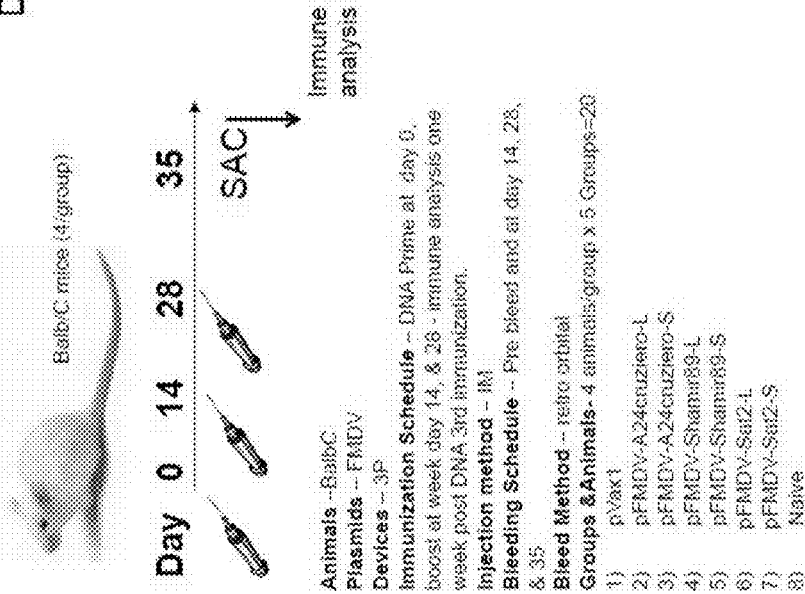 D
Balb/C mice (4/group)
Day 0 14 28 35
SAC
Immune
analysis
Animals –BalbC
Plasmids – FMDV
Devices – 3P
Immunization Schedule – DNA Prime at day 0,
boost at week day 14, & 28 - immune analysis one
week post DNA 3rd immunization.
Injection method – IM
Bleeding Schedule – Pre bleed and at day 14, 28,
& 35
Bleed Method – retro orbital
Groups &Animals- 4 animals/group x 5 Groups=20
1) pVax1
2) pFMDV-A24cruziero-L
3) pFMDV-A24cruziero-S
4) pFMDV-Shamir89-L
5) pFMDV-Shamir89-S
6) pFMDV-Sat2-L
7) pFMDV-Sat2-S
8) Naive